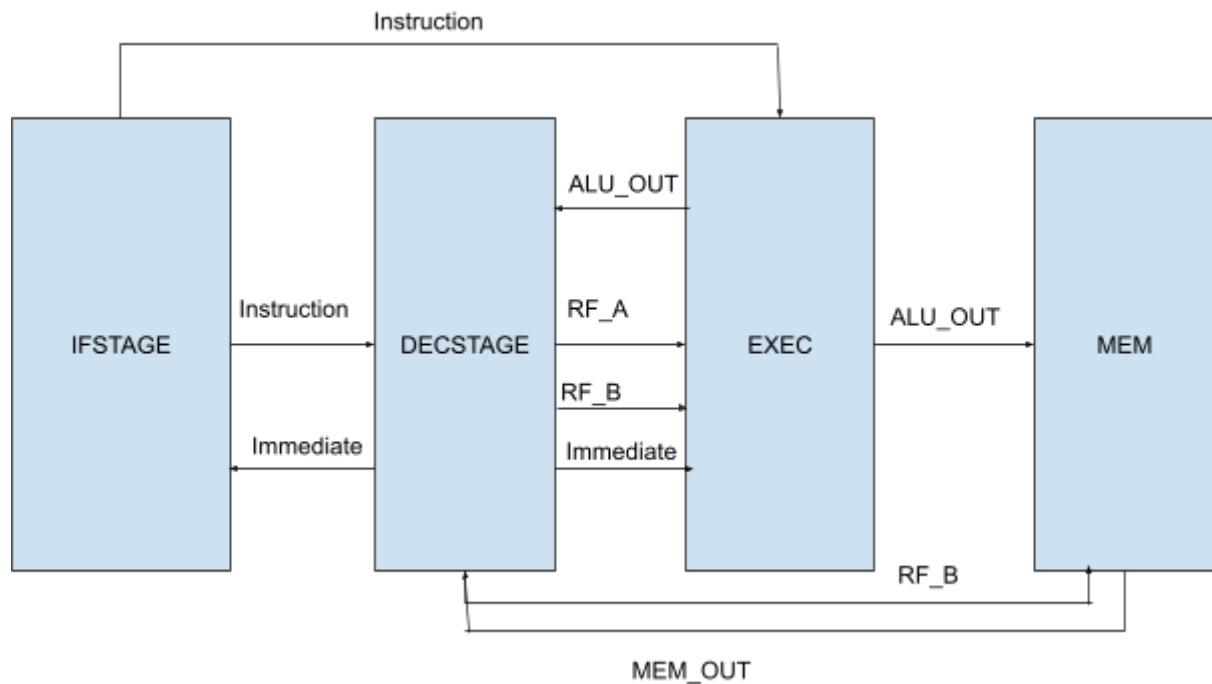 Instruction
ALU_OUT
Instruction
RF_A
ALU_OUT
IFSTAGE
DECSTAGE
EXEC
MEM
RF_B
Immediate
Immediate
RF_B
MEM_OUT